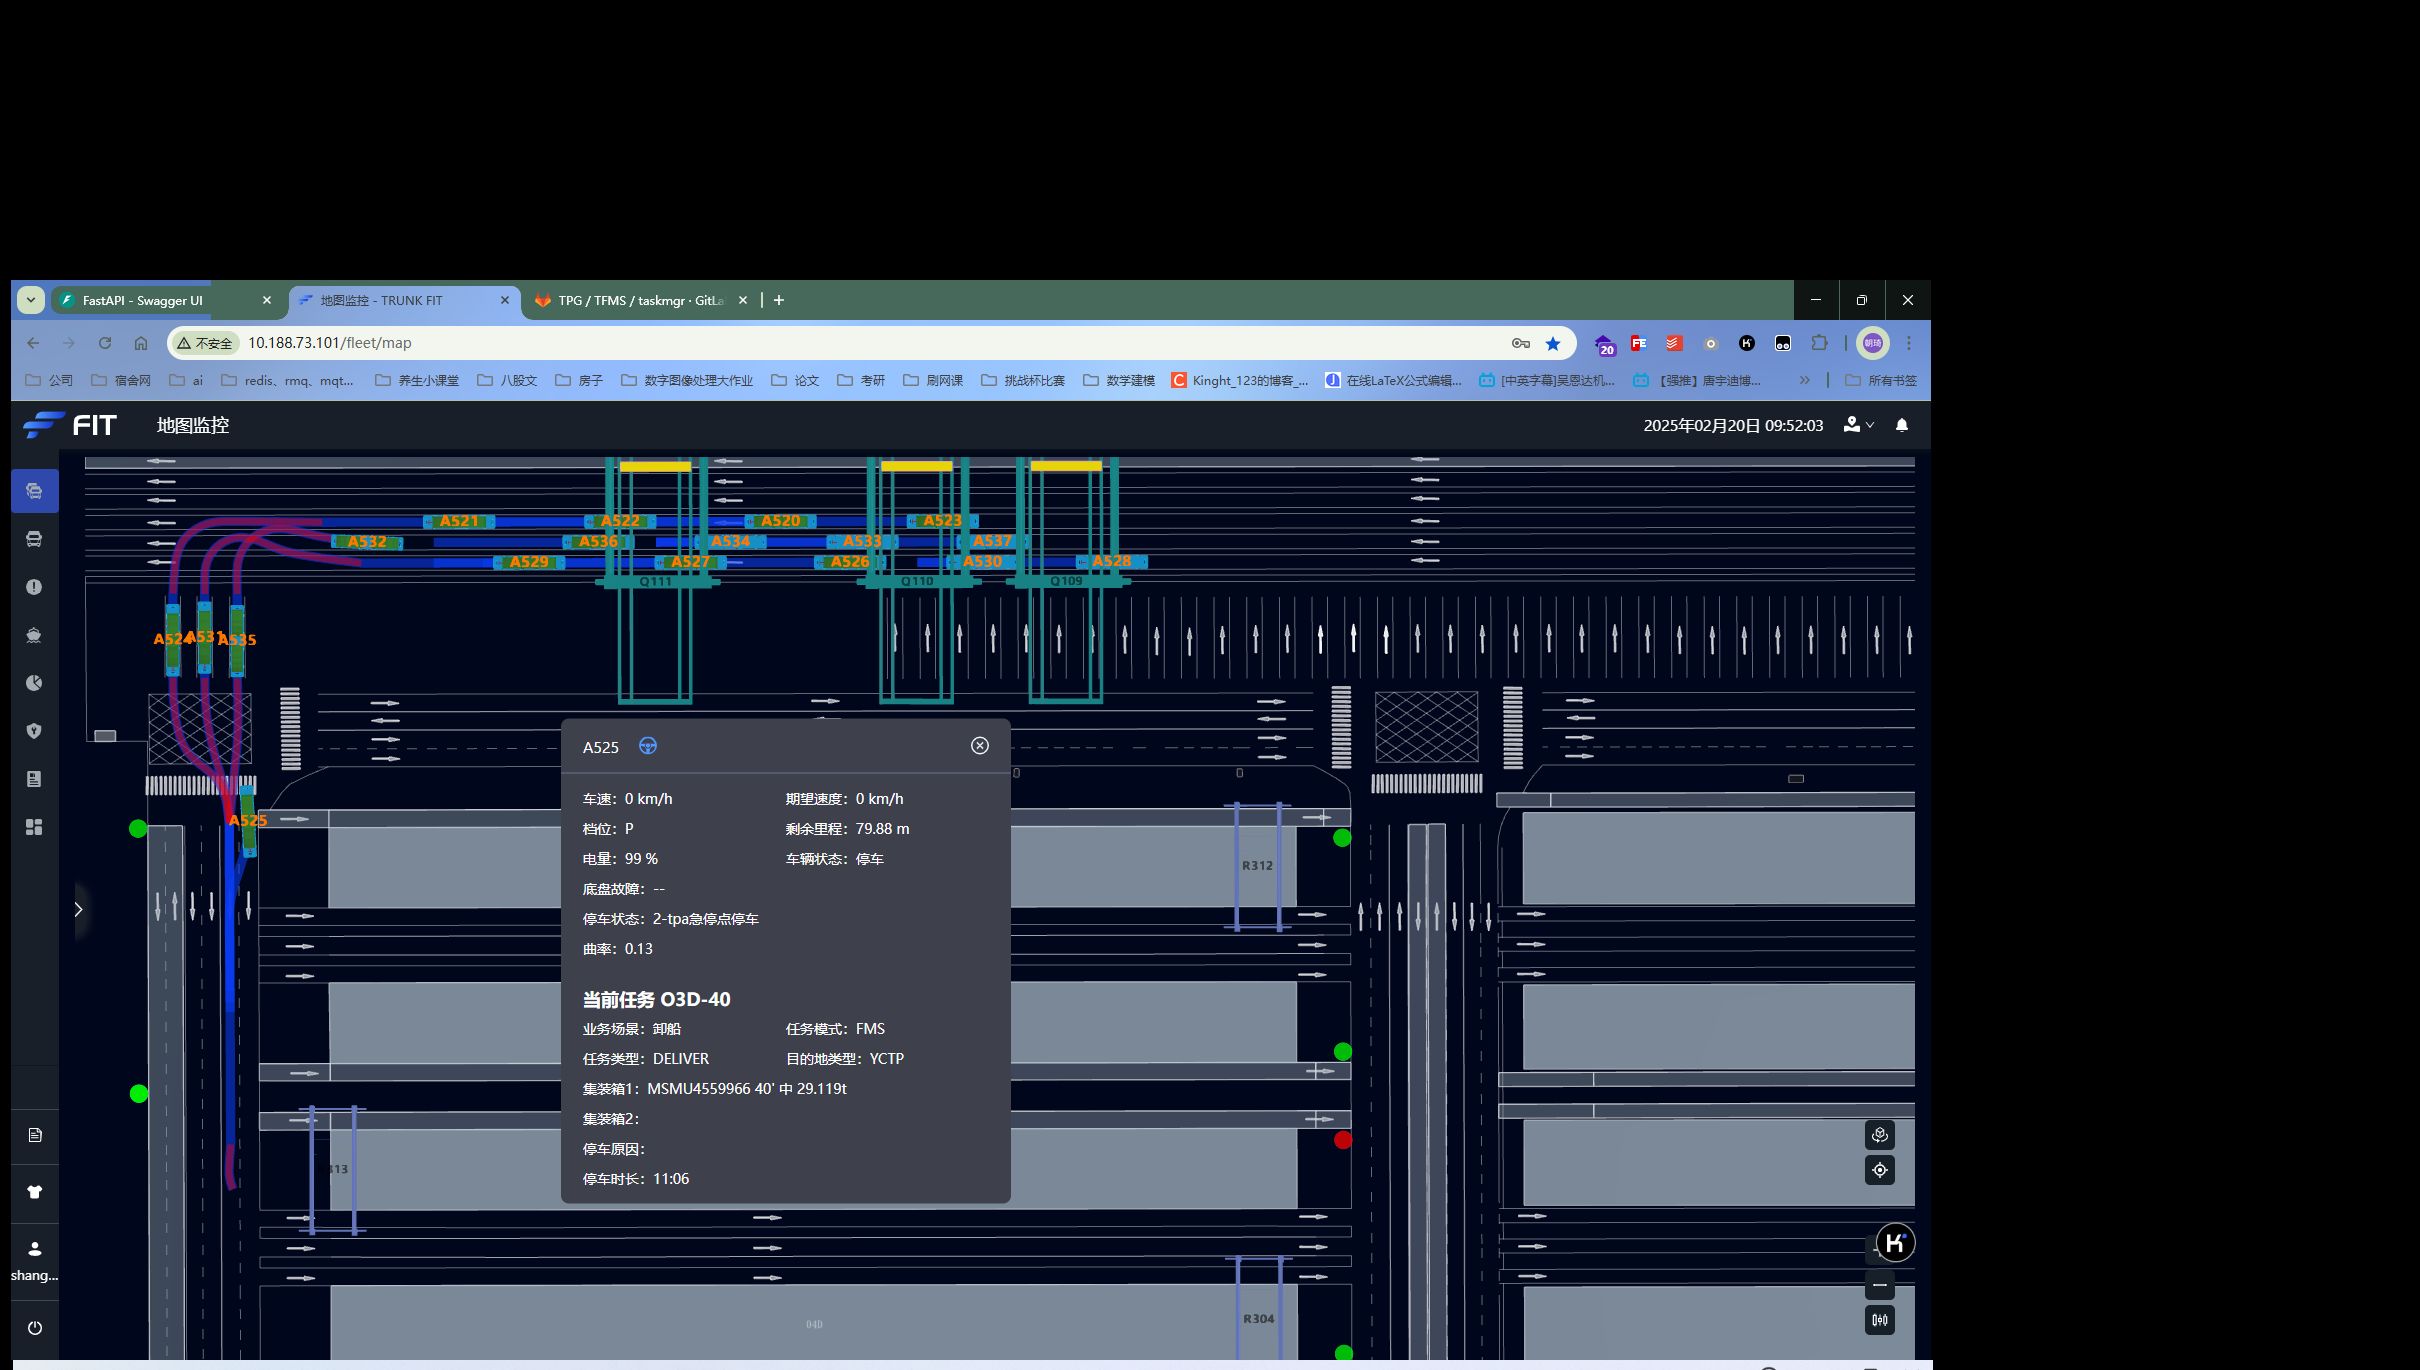 FastAPI - Swagger UI
地图监控 - TRUNK FIT
TPG / TFMS / taskmgr · GitLa
不安全
10.188.73.101/fleet/map
20
FE
朝琦
公司
宿舍网
ai
redis、rmq、mqt...
养生小课堂
八股文
房子
数字图像处理大作业
论文
考研
刷网课
挑战杯比赛
数学建模
Kinght_123的博客_...
在线LaTeX公式编辑...
[中英字幕]吴恩达机...
【强推】唐宇迪博...
所有书签
FIT
地图监控
2025年02月20日 09:52:03
A521
A522
A520
A523
A532
A536
A534
A533
A537
A529
A527
A526
A530
A528
Q111
Q110
Q109
A524
A531
A535
A525
A525
车速：0 km/h
期望速度：0 km/h
档位：P
剩余里程：79.88 m
电量：99 %
车辆状态：停车
底盘故障：--
停车状态：2-tpa急停点停车
曲率：0.13
当前任务 O3D-40
业务场景：卸船
任务模式：FMS
任务类型：DELIVER
目的地类型：YCTP
集装箱1：MSMU4559966 40' 中 29.119t
集装箱2：
停车原因：
停车时长：11:06
R312
13
R304
04D
shang...